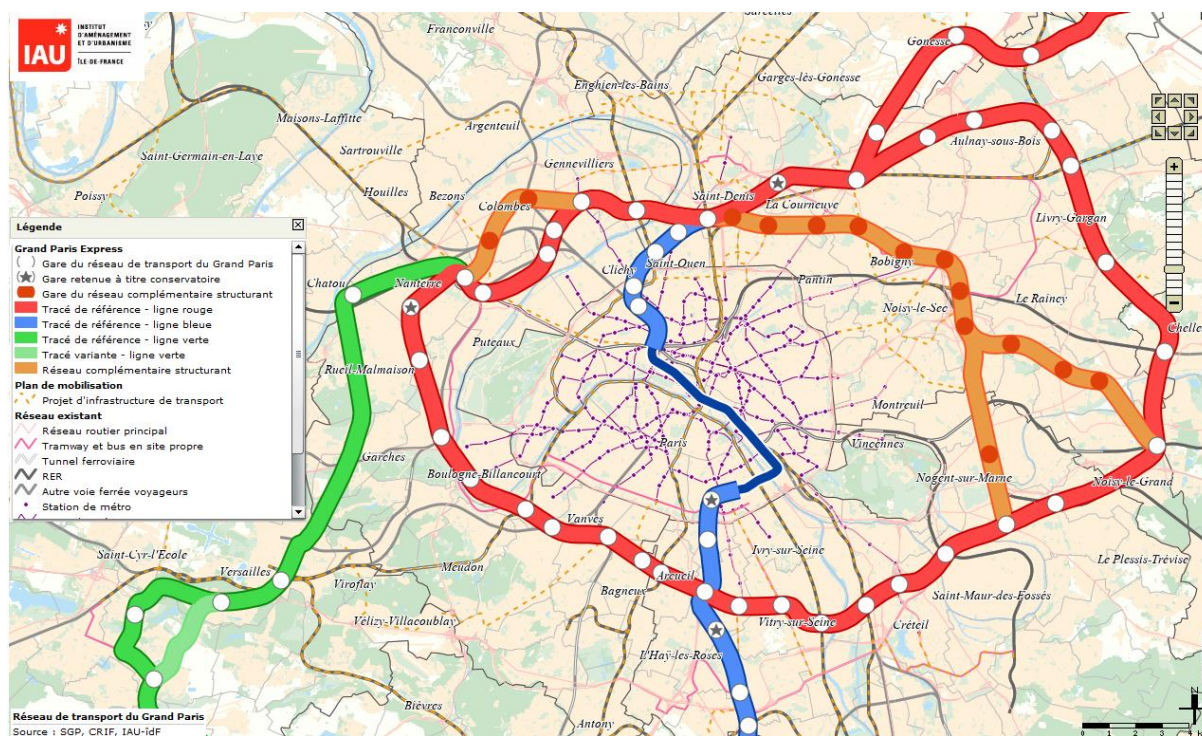 IAU
INSTITUT
D'AMÉNAGEMENT
ET D'URBANISME
ÎLE-DE-FRANCE
Sarcelles
Franconville
Gonesse
Garges-lès-Gonesse
Enghien-les-Bains
Maisons-Laffitte
Argenteuil
Aulnay-sous-Bois
Sartrouville
Saint-Germain-en-Laye
Gennevilliers
Houilles
Bezons
Saint-Denis
Poissy
Colombes
La Courneuve
Livry-Gargan
Légende
Grand Paris Express
Gare du réseau de transport du Grand Paris
Gare retenue à titre conservatoire
Gare du réseau complémentaire structurant
Tracé de référence - ligne rouge
Tracé de référence - ligne bleue
Tracé de référence - ligne verte
Tracé variante - ligne verte
Réseau complémentaire structurant
Plan de mobilisation
Projet d'infrastructure de transport
Réseau existant
Réseau routier principal
Tramway et bus en site propre
Tunnel ferroviaire
RER
Autre voie ferrée voyageurs
Station de métro
Saint-Ouen
Clichy
Bobigny
Chatou
Nanterre
Pantin
Le Raincy
Noisy-le-Sec
Chelle
Puteaux
Rueil-Malmaison
Montreuil
Paris
Vincennes
Garches
Boulogne-Billancourt
Nogent-sur-Marne
Noisy-le-Grand
Vanves
Saint-Cyr-l'Ecole
Ivry-sur-Seine
Le Plessis-Trévise
Versailles
Viroflay
Meudon
Arcueil
Bagneux
Saint-Maur-des-Fossés
Vélizy-Villacoublay
Vitry-sur-Seine
Créteil
L'Haÿ-les-Roses
Bièvres
Antony
N
0 1 2 3 4
Réseau de transport du Grand Paris
Source : SGP, CRIF, IAU-îdF